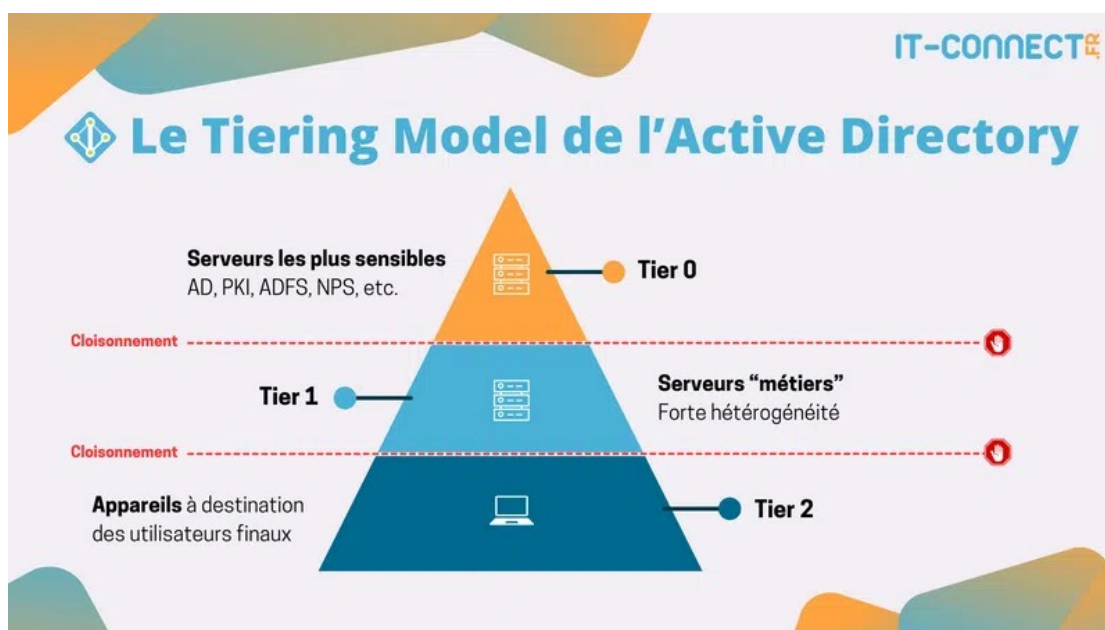 IT-CONNECT.FR
Le Tiering Model de l’Active Directory
Serveurs les plus sensibles
AD, PKI, ADFS, NPS, etc.
Tier 0
Cloisonnement
Tier 1
Serveurs “métiers”
Forte hétérogénéité
Cloisonnement
Appareils à destination
des utilisateurs finaux
Tier 2